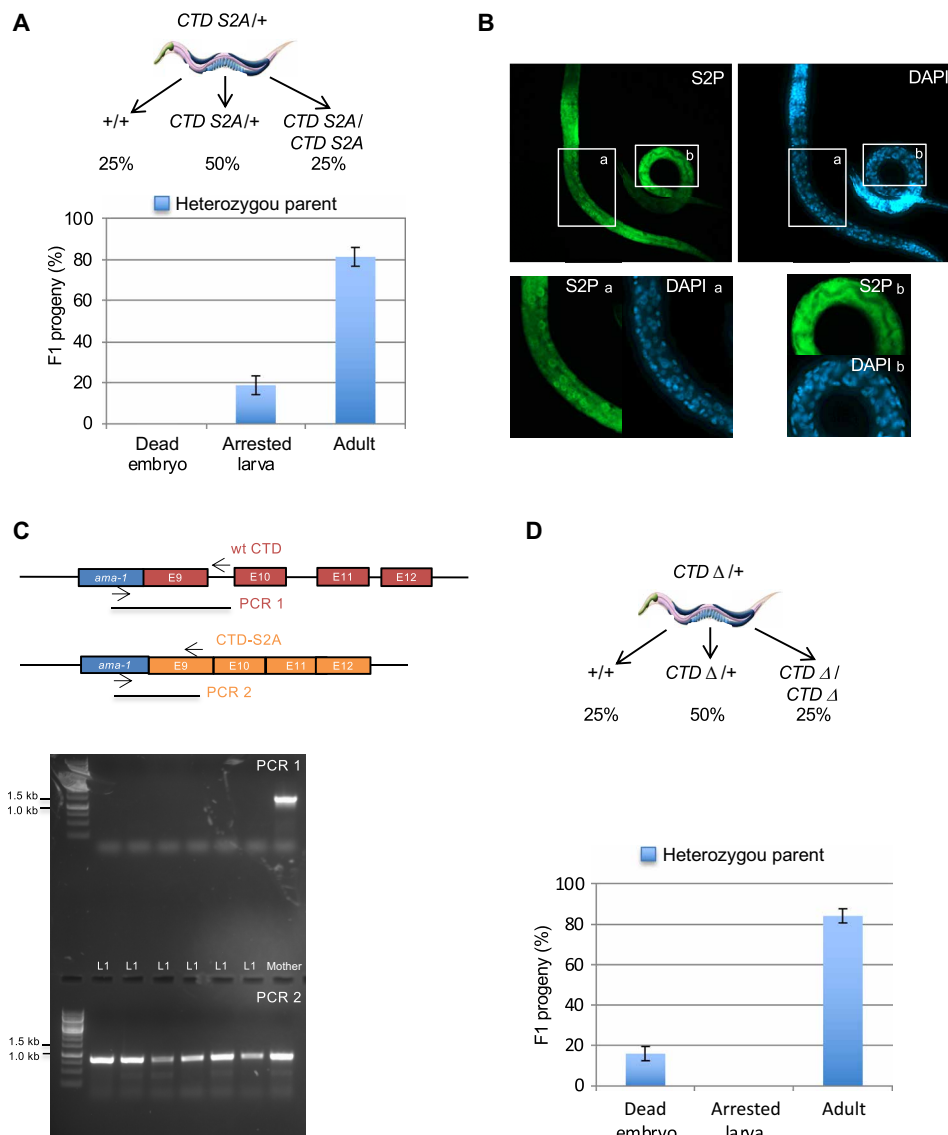 A
CTD S2A/+
+/+
CTD S2A/+
CTD S2A/
CTD S2A
25%
50%
25%
Heterozygou parent
F1 progeny (%)
100
80
60
40
20
0
Dead
embryo
Arrested
larva
Adult
B
S2P
a
b
DAPI
a
b
S2P a
DAPI a
S2P b
DAPI b
C
wt CTD
ama-1
E9
E10
E11
E12
PCR 1
CTD-S2A
ama-1
E9
E10
E11
E12
PCR 2
PCR 1
1.5 kb
1.0 kb
L1 L1 L1 L1 L1 L1 Mother
PCR 2
1.5 kb
1.0 kb
D
CTD Δ/+
+/+
CTD Δ/+
CTD Δ/
CTD Δ
25%
50%
25%
Heterozygou parent
F1 progeny (%)
100
80
60
40
20
0
Dead
embryo
Arrested
larva
Adult